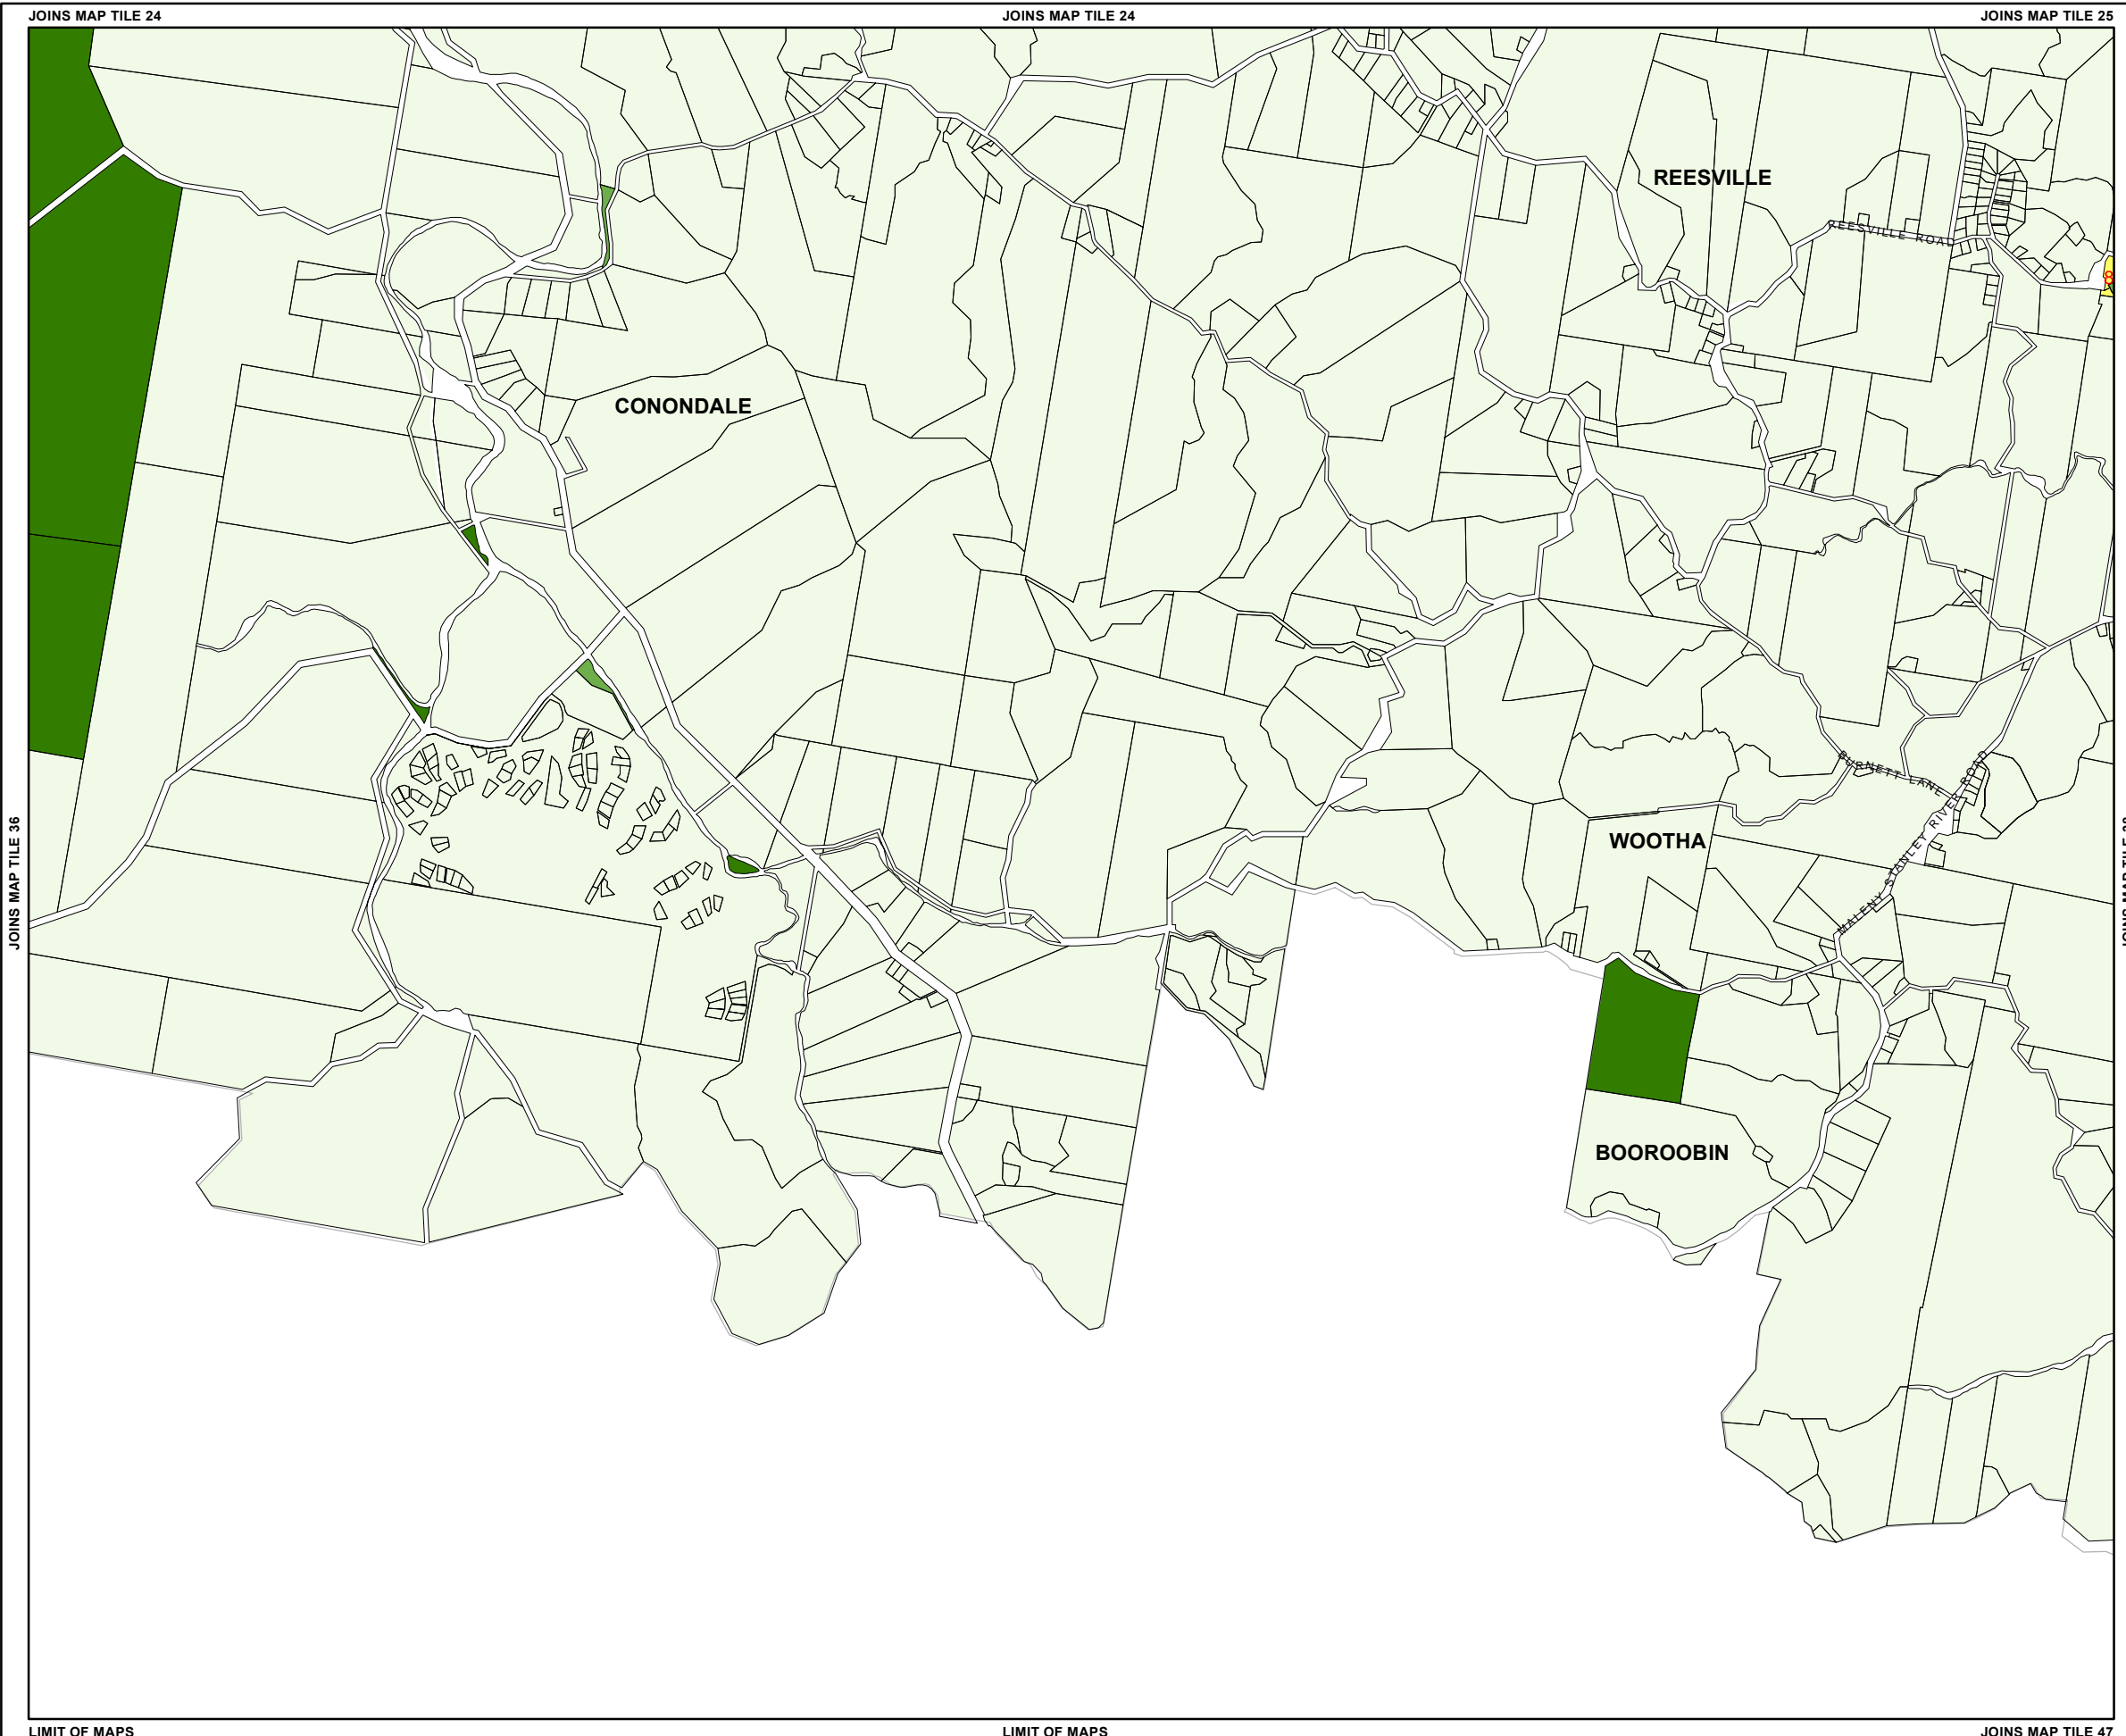 JOINS MAP TILE 24
JOINS MAP TILE 24
JOINS MAP TILE 25
REESVILLE
REESVILLE ROAD
8
CONONDALE
JOINS MAP TILE 36
BURNETT LANE
MALENY STANLEY RIVER ROAD
WOOTHA
BOOROOBIN
LIMIT OF MAPS
LIMIT OF MAPS
JOINS MAP TILE 47